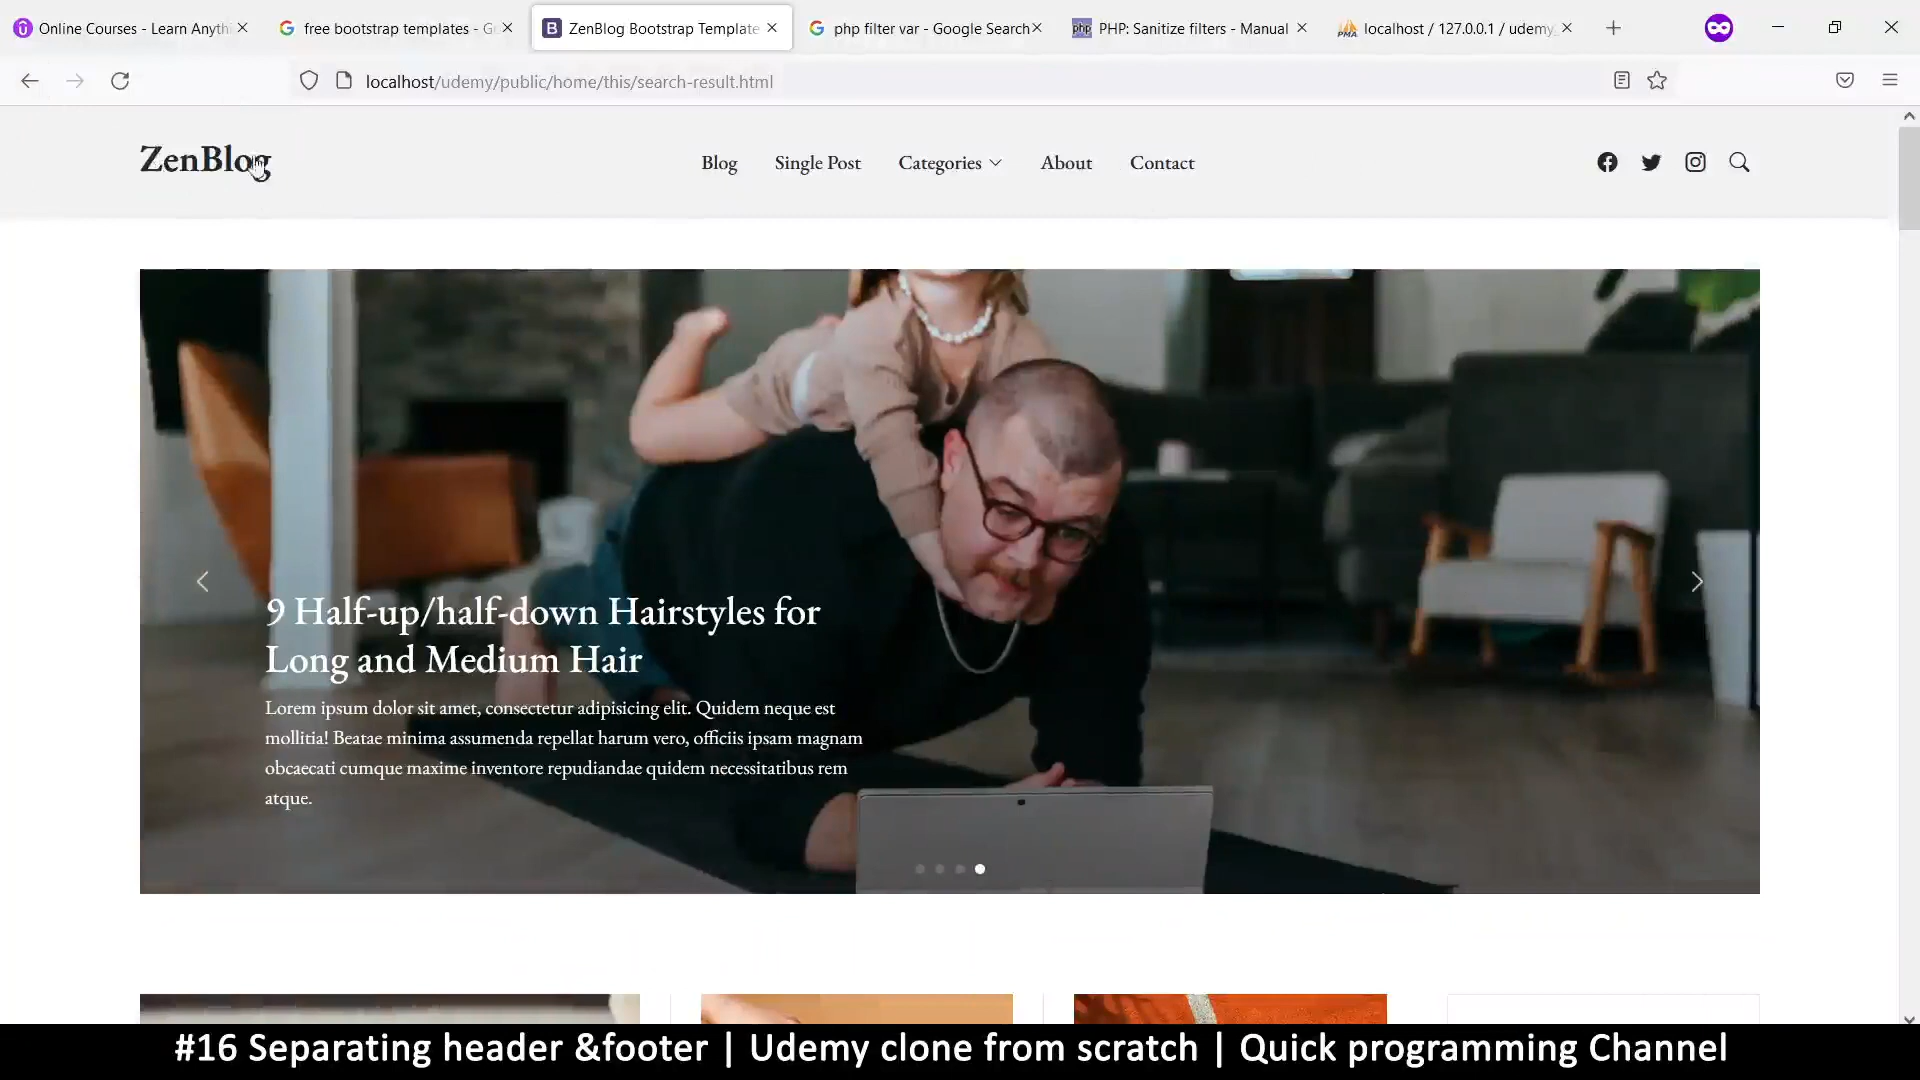 Online Courses - Learn Anythi
free bootstrap templates - Go
ZenBlog Bootstrap Template
php filter var - Google Search
PHP: Sanitize filters - Manual
localhost / 127.0.0.1 / udemy_
localhost/udemy/public/home/this/search-result.html
ZenBlog
Blog
Single Post
Categories
About
Contact
9 Half-up/half-down Hairstyles for
Long and Medium Hair
Lorem ipsum dolor sit amet, consectetur adipisicing elit. Quidem neque est
mollitia! Beatae minima assumenda repellat harum vero, officiis ipsam magnam
obcaecati cumque maxime inventore repudiandae quidem necessitatibus rem
atque.
#16 Separating header &footer | Udemy clone from scratch | Quick programming Channel